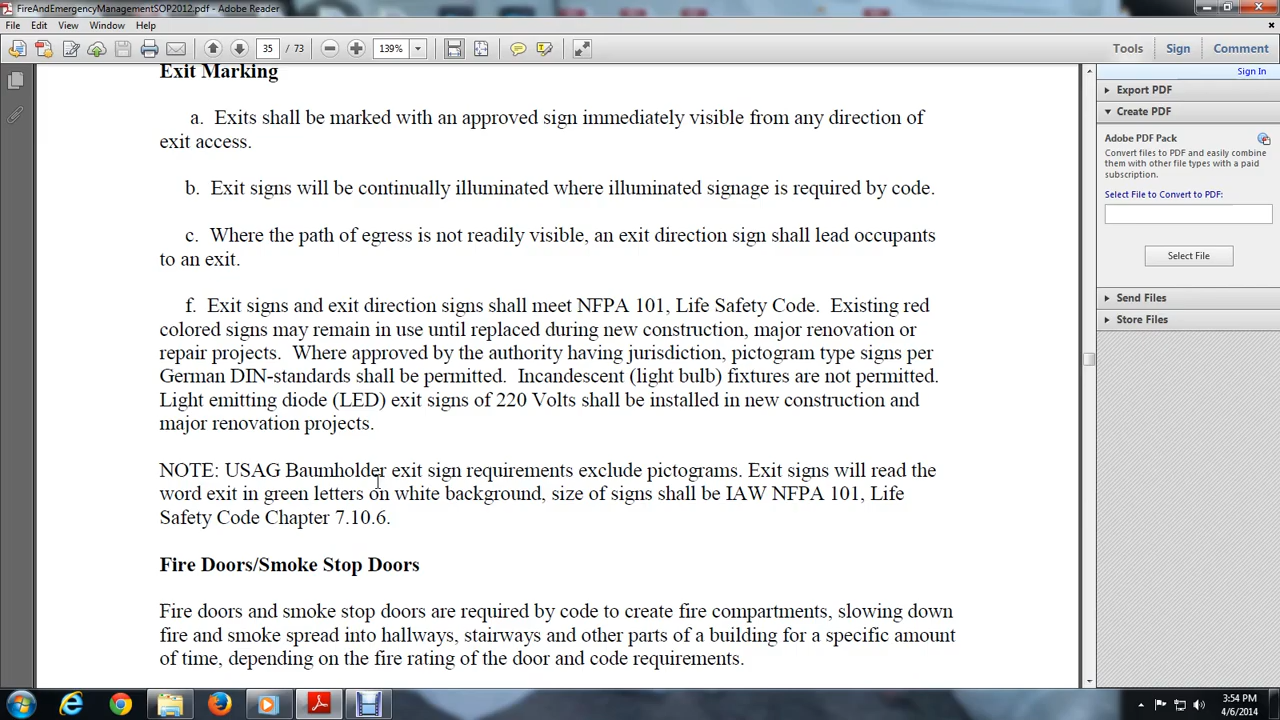 FireAndEmergencyManagementSOP2012.pdf - Adobe Reader
File Edit View Window Help
35 / 73 139% Tools Sign Comment
Sign In
Exit Marking
a. Exits shall be marked with an approved sign immediately visible from any direction of
exit access.
b. Exit signs will be continually illuminated where illuminated signage is required by code.
c. Where the path of egress is not readily visible, an exit direction sign shall lead occupants
to an exit.
f. Exit signs and exit direction signs shall meet NFPA 101, Life Safety Code. Existing red
colored signs may remain in use until replaced during new construction, major renovation or
repair projects. Where approved by the authority having jurisdiction, pictogram type signs per
German DIN-standards shall be permitted. Incandescent (light bulb) fixtures are not permitted.
Light emitting diode (LED) exit signs of 220 Volts shall be installed in new construction and
major renovation projects.
NOTE: USAG Baumholder exit sign requirements exclude pictograms. Exit signs will read the
word exit in green letters on white background, size of signs shall be IAW NFPA 101, Life
Safety Code Chapter 7.10.6.
Fire Doors/Smoke Stop Doors
Fire doors and smoke stop doors are required by code to create fire compartments, slowing down
fire and smoke spread into hallways, stairways and other parts of a building for a specific amount
of time, depending on the fire rating of the door and code requirements.
Export PDF
Create PDF
Adobe PDF Pack
Convert files to PDF and easily combine
them with other file types with a paid
subscription.
Select File to Convert to PDF:
Select File
Send Files
Store Files
3:54 PM
4/6/2014